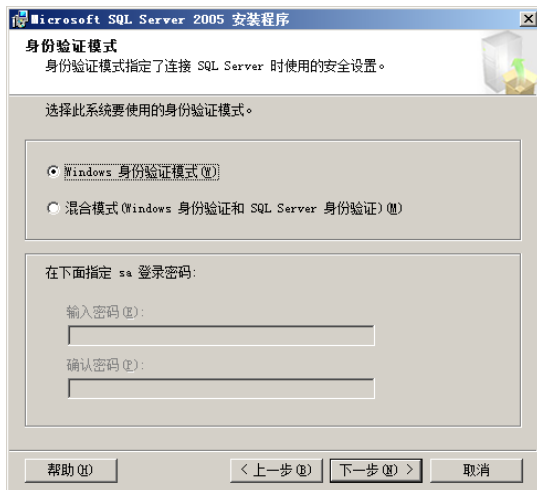 Microsoft SQL Server 2005 安装程序
身份验证模式
身份验证模式指定了连接 SQL Server 时使用的安全设置。
选择此系统要使用的身份验证模式。
Windows 身份验证模式(W)
混合模式(Windows 身份验证和 SQL Server 身份验证)(M)
在下面指定 sa 登录密码:
输入密码(E):
确认密码(P):
帮助(H) < 上一步(B) 下一步(N) > 取消